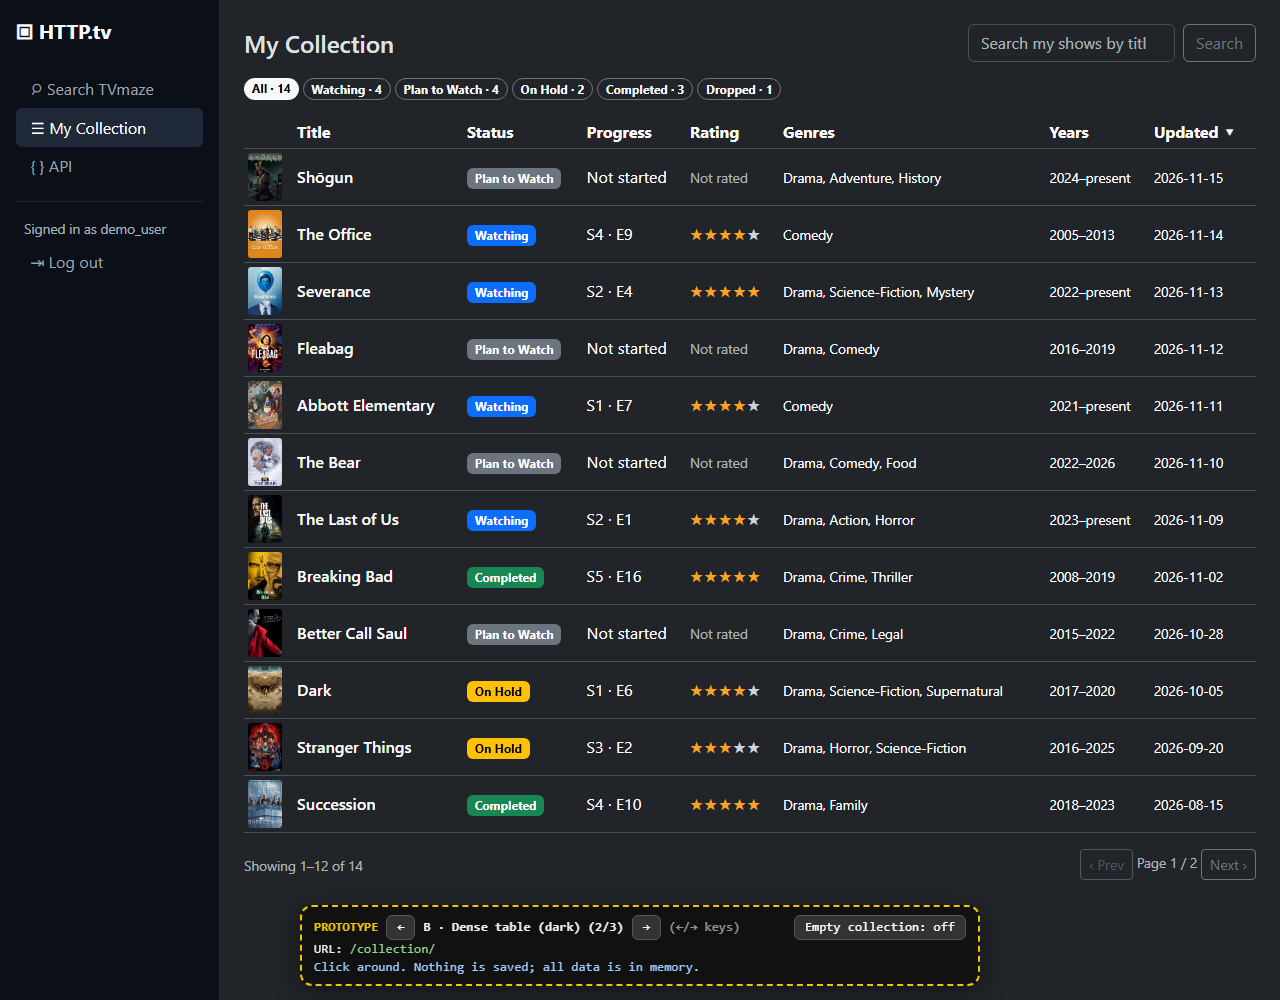 HTTP.tv
Search TVmaze
My Collection
{ } API
Signed in as demo_user
Log out
My Collection
Search my shows by titl
Search
All · 14
Watching · 4
Plan to Watch · 4
On Hold · 2
Completed · 3
Dropped · 1
Title Status Progress Rating Genres Years Updated ▼
Shōgun Plan to Watch Not started Not rated Drama, Adventure, History 2024–present 2026-11-15
The Office Watching S4 · E9 ★★★★★ Comedy 2005–2013 2026-11-14
Severance Watching S2 · E4 ★★★★★ Drama, Science-Fiction, Mystery 2022–present 2026-11-13
Fleabag Plan to Watch Not started Not rated Drama, Comedy 2016–2019 2026-11-12
Abbott Elementary Watching S1 · E7 ★★★★★ Comedy 2021–present 2026-11-11
The Bear Plan to Watch Not started Not rated Drama, Comedy, Food 2022–2026 2026-11-10
The Last of Us Watching S2 · E1 ★★★★★ Drama, Action, Horror 2023–present 2026-11-09
Breaking Bad Completed S5 · E16 ★★★★★ Drama, Crime, Thriller 2008–2019 2026-11-02
Better Call Saul Plan to Watch Not started Not rated Drama, Crime, Legal 2015–2022 2026-10-28
Dark On Hold S1 · E6 ★★★★★ Drama, Science-Fiction, Supernatural 2017–2020 2026-10-05
Stranger Things On Hold S3 · E2 ★★★★★ Drama, Horror, Science-Fiction 2016–2025 2026-09-20
Succession Completed S4 · E10 ★★★★★ Drama, Family 2018–2023 2026-08-15
Showing 1–12 of 14
‹ Prev Page 1 / 2 Next ›
PROTOTYPE ← B · Dense table (dark) (2/3) → (←/→ keys) Empty collection: off
URL: /collection/
Click around. Nothing is saved; all data is in memory.